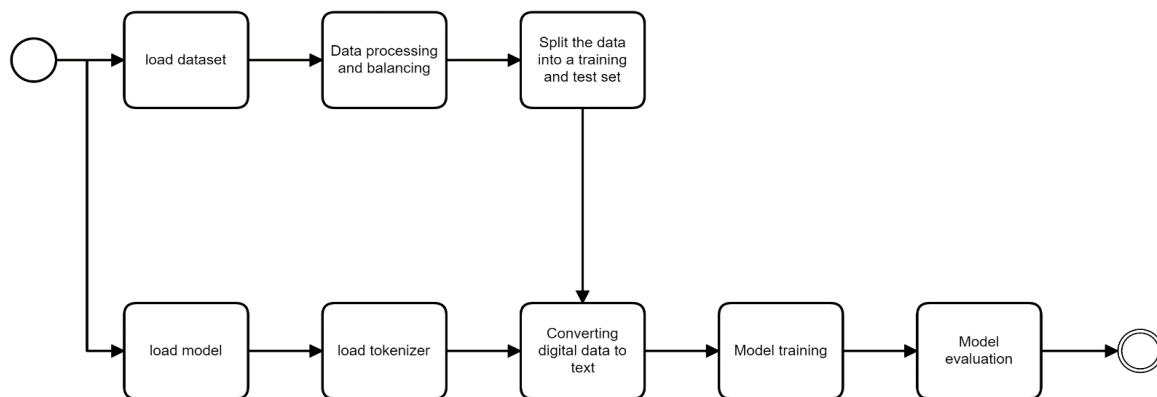 load dataset
Data processing
and balancing
Split the data
into a training
and test set
load model
load tokenizer
Converting
digital data to
text
Model training
Model
evaluation